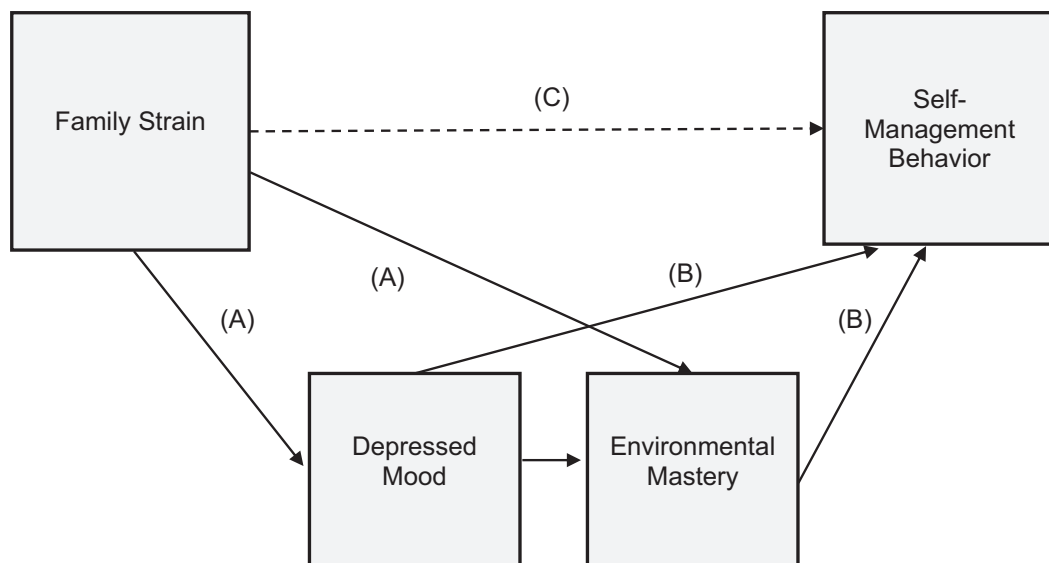 Family Strain
(C)
Self-
Management
Behavior
(A)
(A)
(B)
(B)
Depressed
Mood
Environmental
Mastery